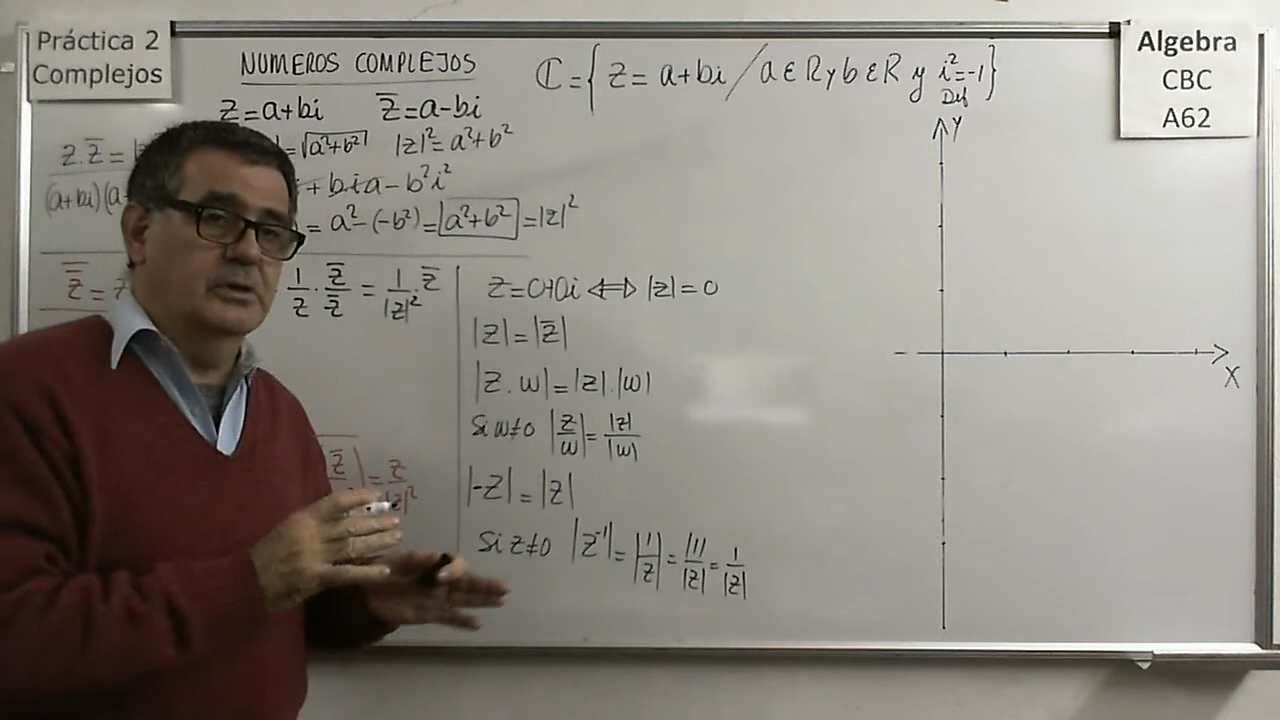 Práctica 2
Complejos
NUMEROS COMPLEJOS
ℂ = { z = a+bi / a ∈ R y b ∈ R y i² = -1 }
Def
Algebra
CBC
A62
z = a+bi z̅ = a-bi
= √(a²+b²) |z|² = a²+b²
z.z̅ =
+ bia - b²i²
(a+bi)(a
= a² - (-b²) = a²+b² = |z|²
1/z . z̅/z̅ = 1/|z|² . z̅
z = 0+0i ⇔ |z| = 0
|z| = |z̅|
|z.w| = |z|.|w|
Si w≠0 |z/w| = |z|/|w|
|-z| = |z|
Si z≠0 |z⁻¹| = |1/z| = |1|/|z| = 1/|z|
Y
X